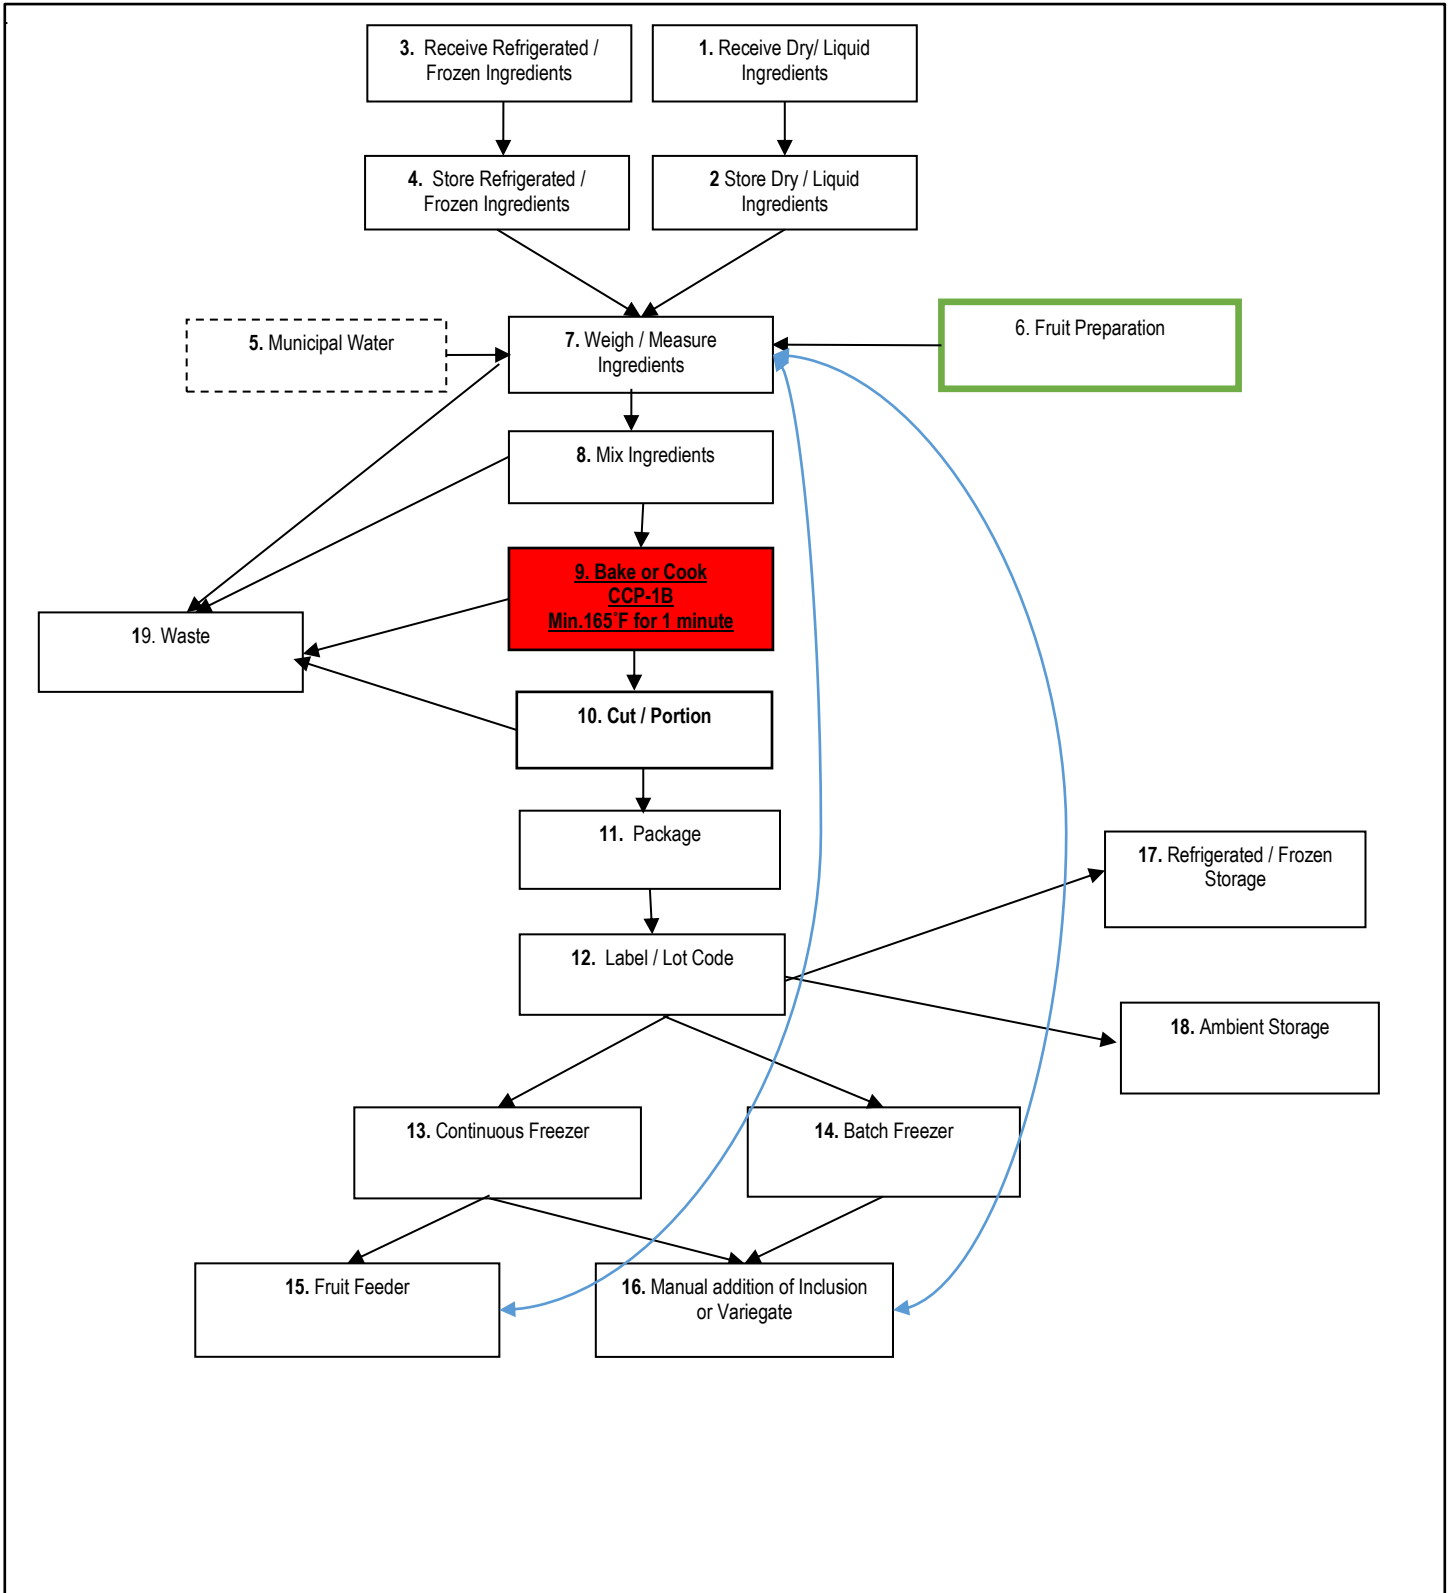 3. Receive Refrigerated /
Frozen Ingredients
1. Receive Dry/ Liquid
Ingredients
4. Store Refrigerated /
Frozen Ingredients
2 Store Dry / Liquid
Ingredients
5. Municipal Water
7. Weigh / Measure
Ingredients
6. Fruit Preparation
8. Mix Ingredients
9. Bake or Cook
CCP-1B
Min.165˚F for 1 minute
19. Waste
10. Cut / Portion
11. Package
17. Refrigerated / Frozen
Storage
12. Label / Lot Code
18. Ambient Storage
13. Continuous Freezer
14. Batch Freezer
15. Fruit Feeder
16. Manual addition of Inclusion
or Variegate